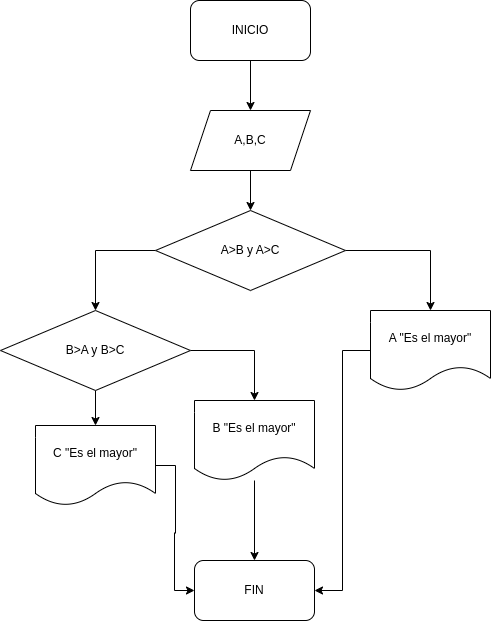 INICIO
A,B,C
A>B y A>C
A "Es el mayor"
B>A y B>C
B "Es el mayor"
C "Es el mayor"
FIN